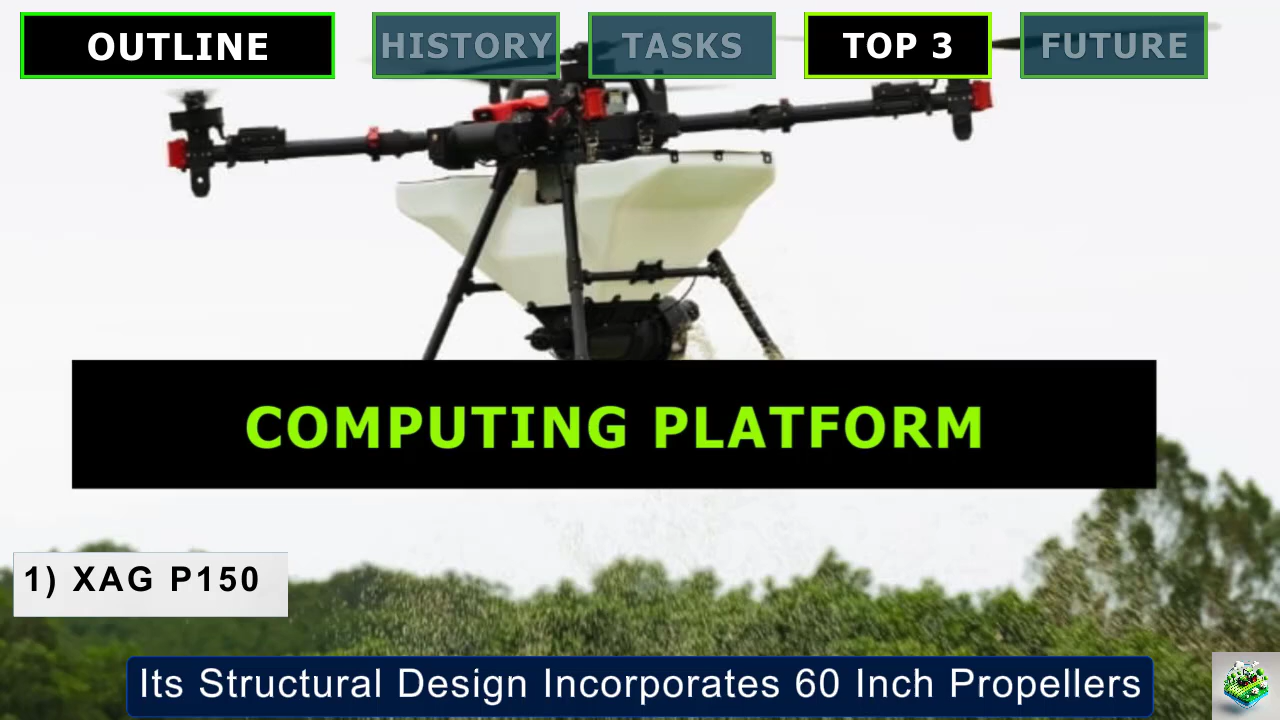 OUTLINE
HISTORY
TASKS
TOP 3
FUTURE
COMPUTING PLATFORM
1) XAG P150
Its Structural Design Incorporates 60 Inch Propellers